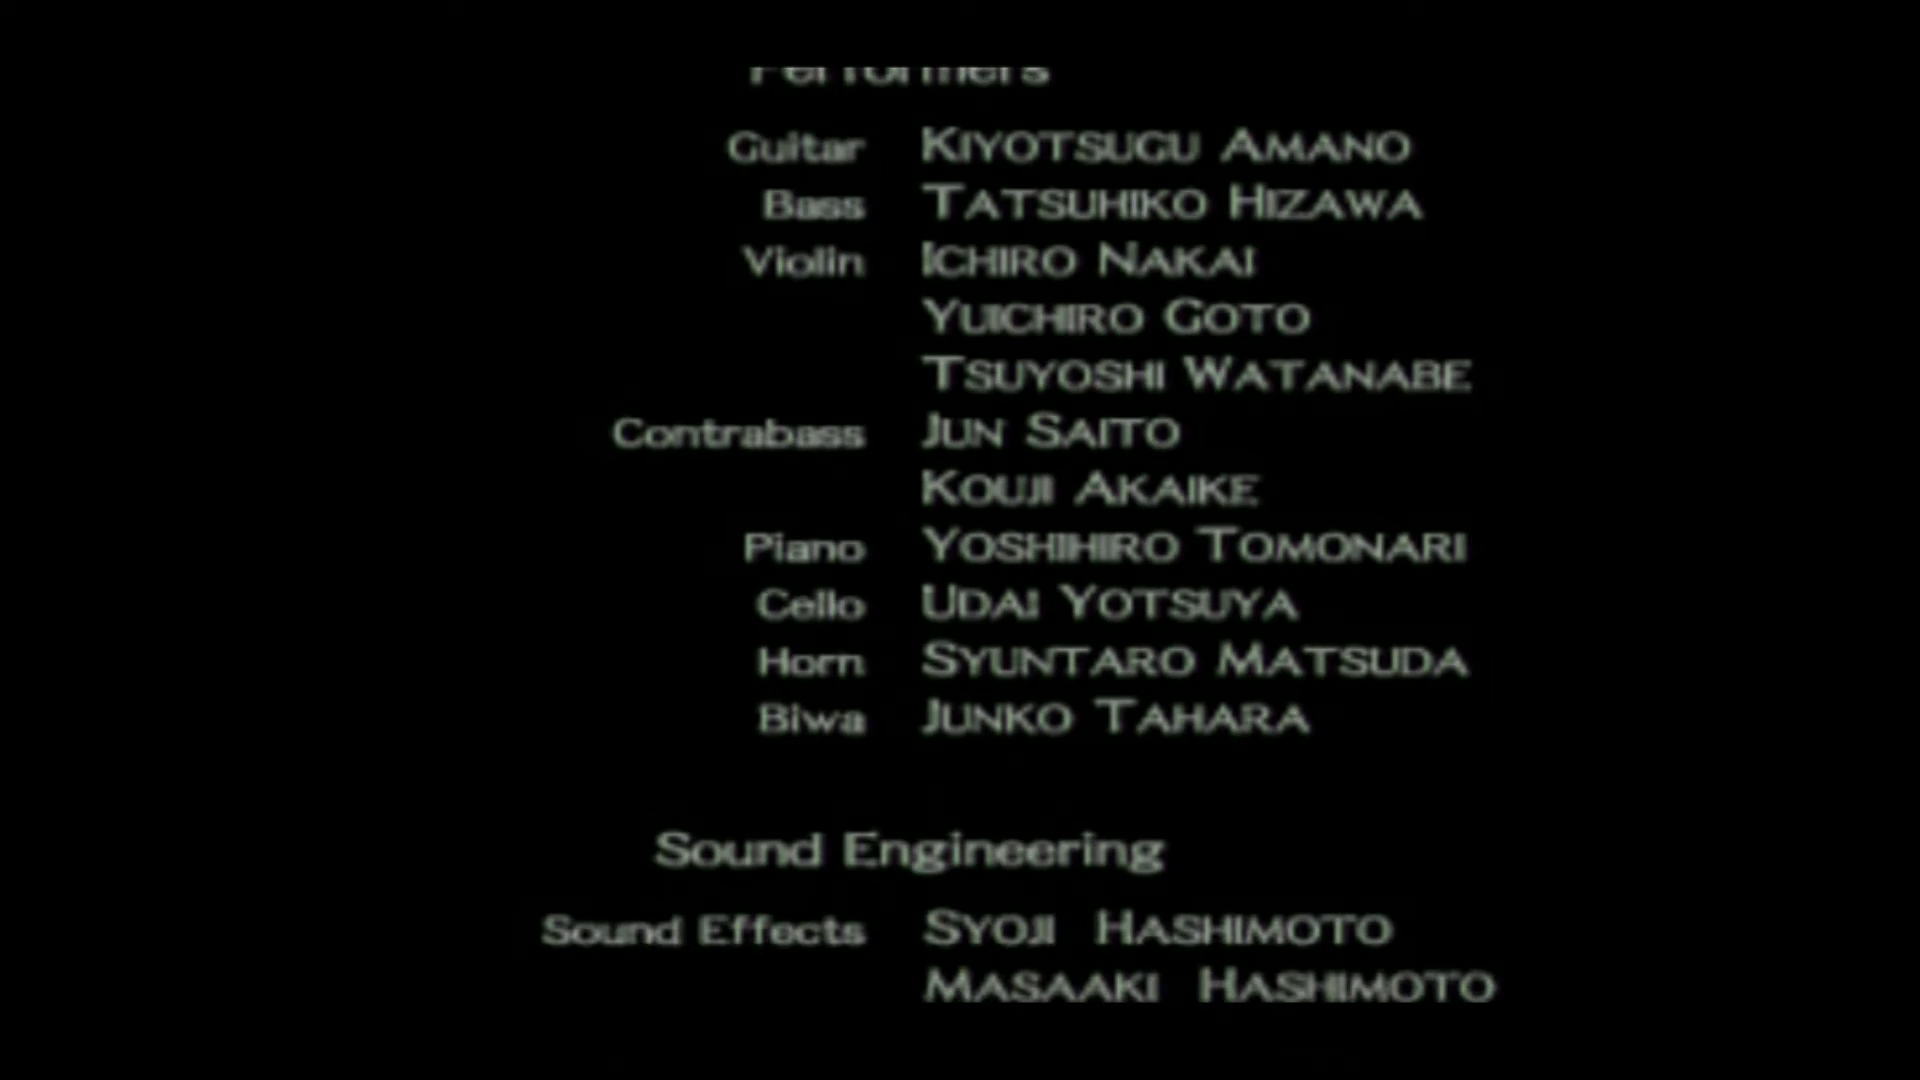 Performers
Guitar KIYOTSUGU AMANO
Bass TATSUHIKO HIZAWA
Violin ICHIRO NAKAI
YUICHIRO GOTO
TSUYOSHI WATANABE
Contrabass JUN SAITO
KOUJI AKAIKE
Piano YOSHIHIRO TOMONARI
Cello UDAI YOTSUYA
Horn SYUNTARO MATSUDA
Biwa JUNKO TAHARA
Sound Engineering
Sound Effects SYOJI HASHIMOTO
MASAAKI HASHIMOTO